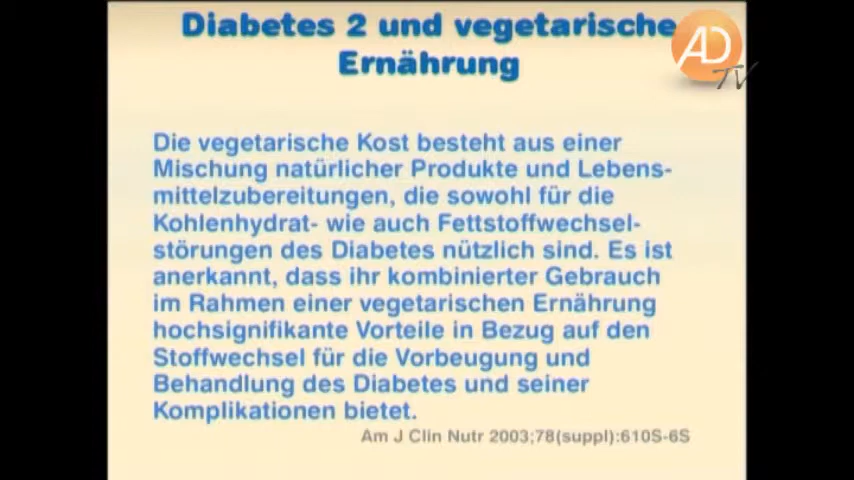 Diabetes 2 und vegetarische
Ernährung
AD
TV
Die vegetarische Kost besteht aus einer
Mischung natürlicher Produkte und Lebens-
mittelzubereitungen, die sowohl für die
Kohlenhydrat- wie auch Fettstoffwechsel-
störungen des Diabetes nützlich sind. Es ist
anerkannt, dass ihr kombinierter Gebrauch
im Rahmen einer vegetarischen Ernährung
hochsignifikante Vorteile in Bezug auf den
Stoffwechsel für die Vorbeugung und
Behandlung des Diabetes und seiner
Komplikationen bietet.
Am J Clin Nutr 2003;78(suppl):610S-6S